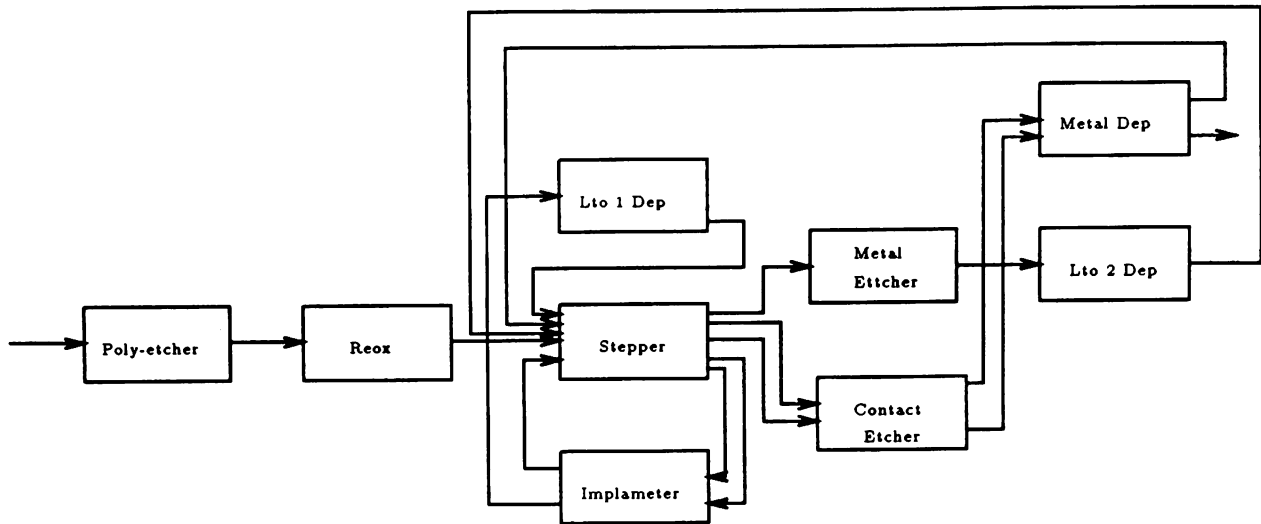 Metal Dep
Lto 1 Dep
Metal
Ettcher
Lto 2 Dep
Poly-etcher
Reox
Stepper
Contact
Etcher
Implameter